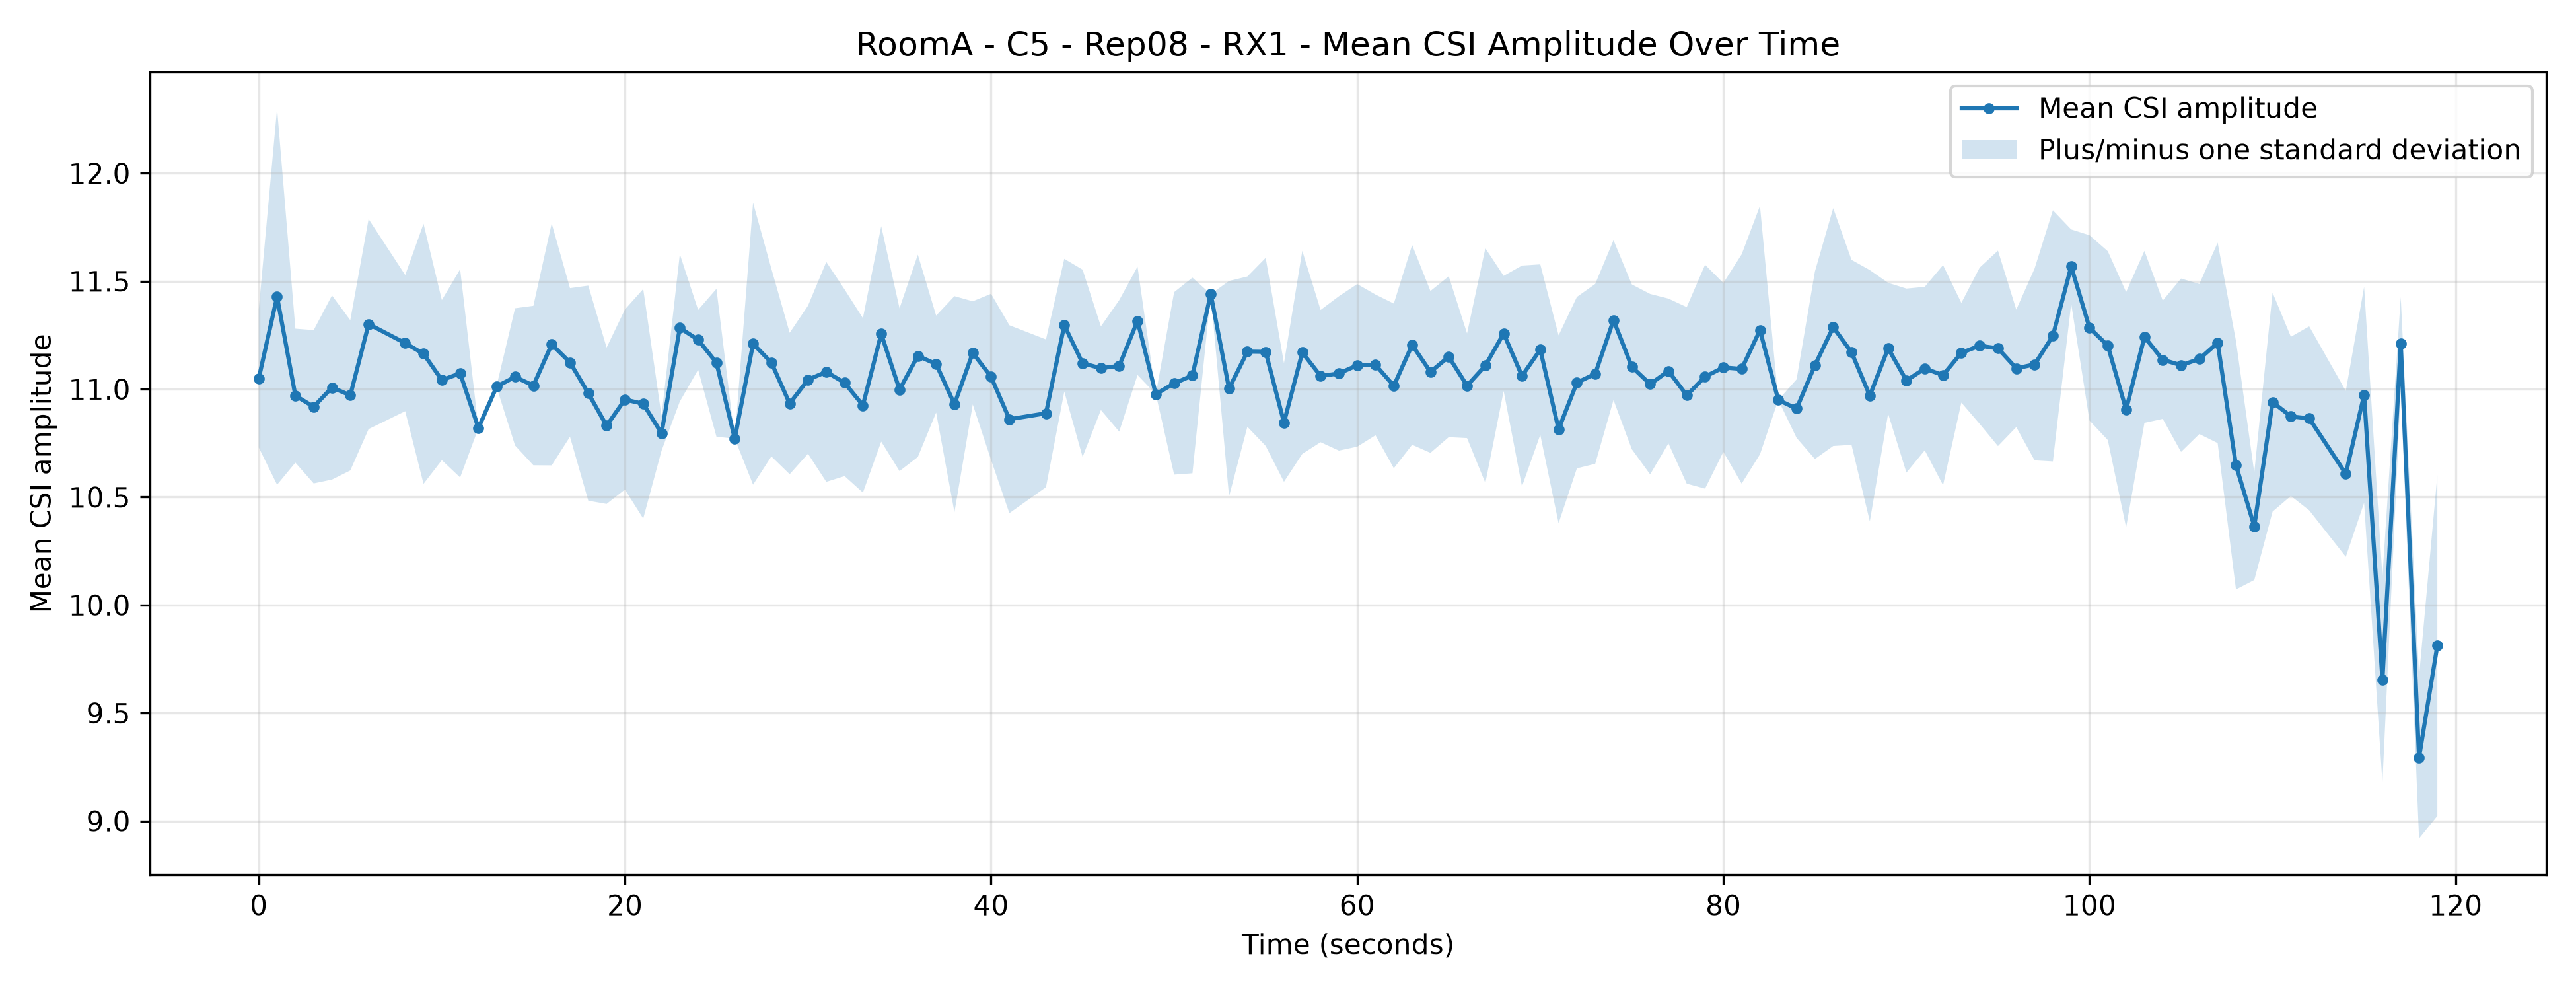 RoomA - C5 - Rep08 - RX1 - Mean CSI Amplitude Over Time
Mean CSI amplitude
Plus/minus one standard deviation
Mean CSI amplitude
12.0
11.5
11.0
10.5
10.0
9.5
9.0
0 20 40 60 80 100 120
Time (seconds)